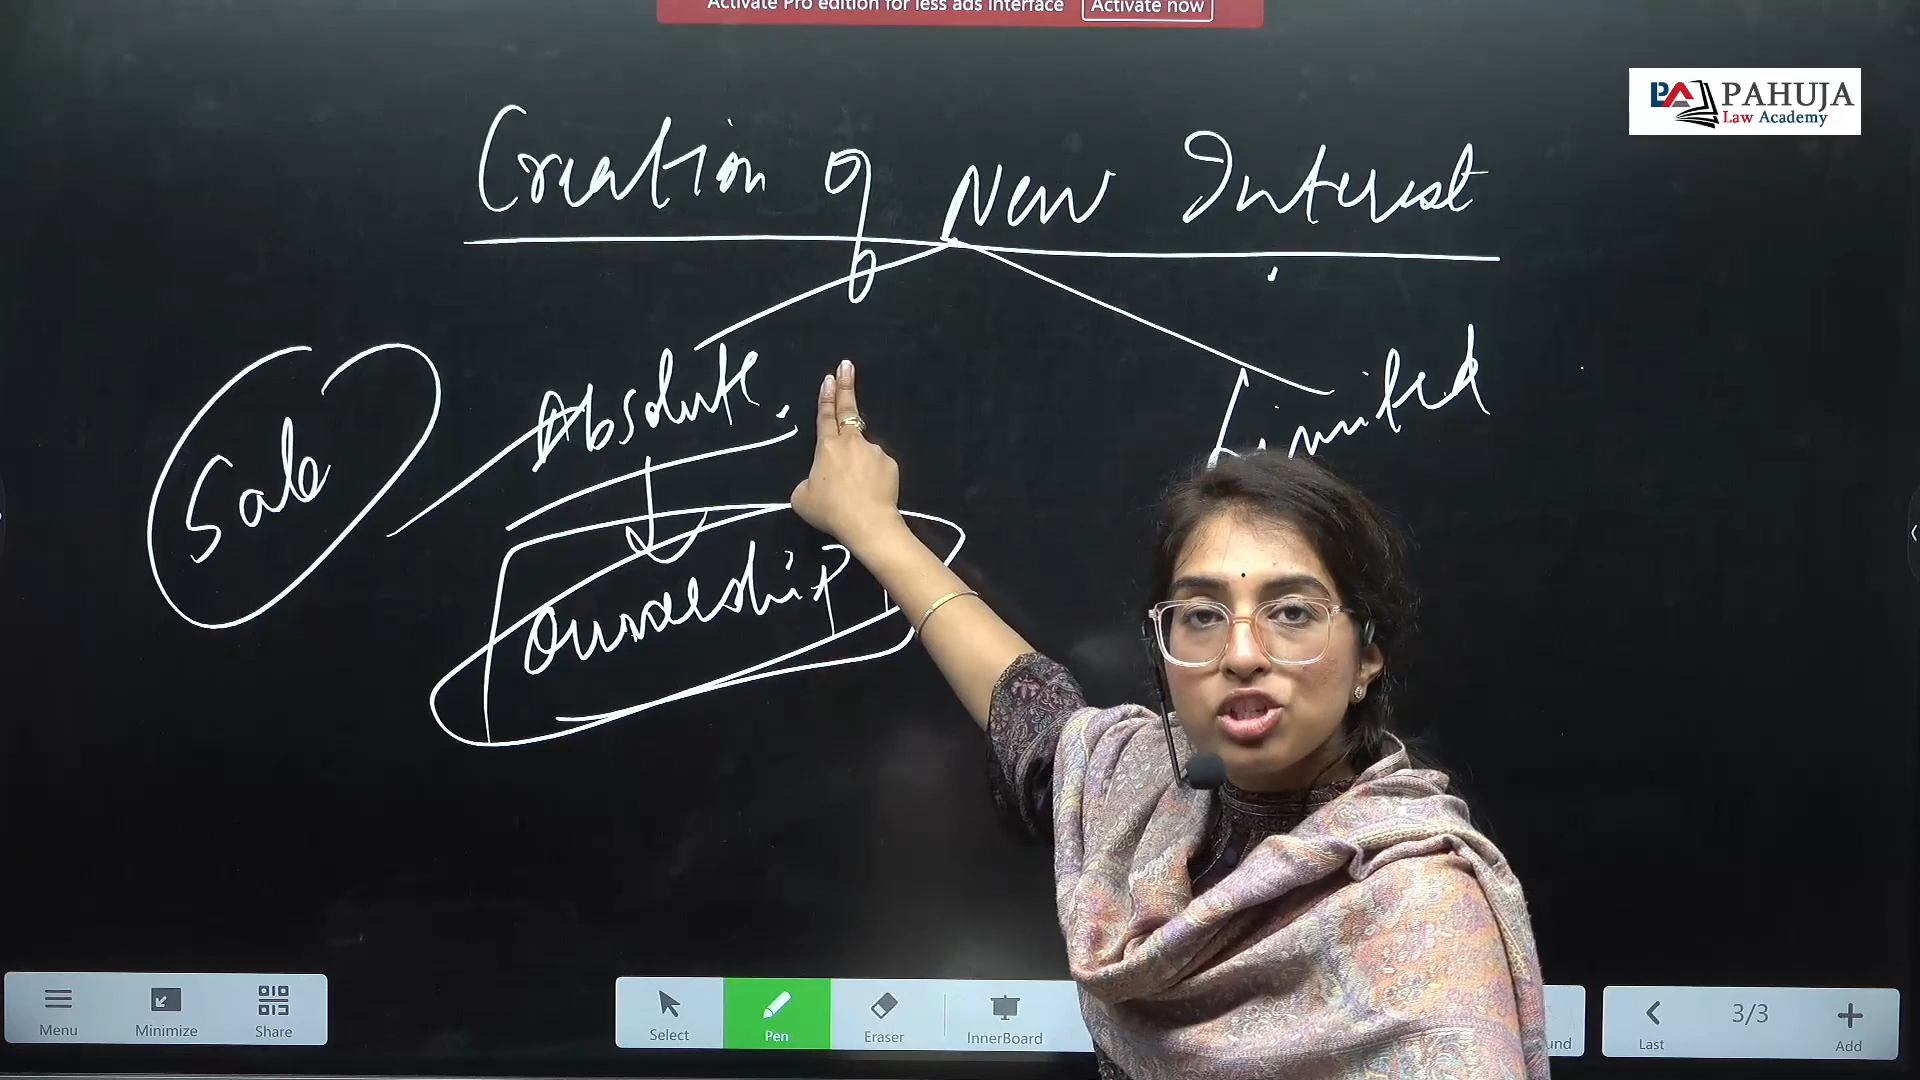 Activate Pro edition for less ads interface Activate now
PAHUJA
Law Academy
Creation of New Interest
Absolute
Limited
Sale
Ownership
Menu
Minimize
Share
Select
Pen
Eraser
InnerBoard
und
Last
3/3
Add